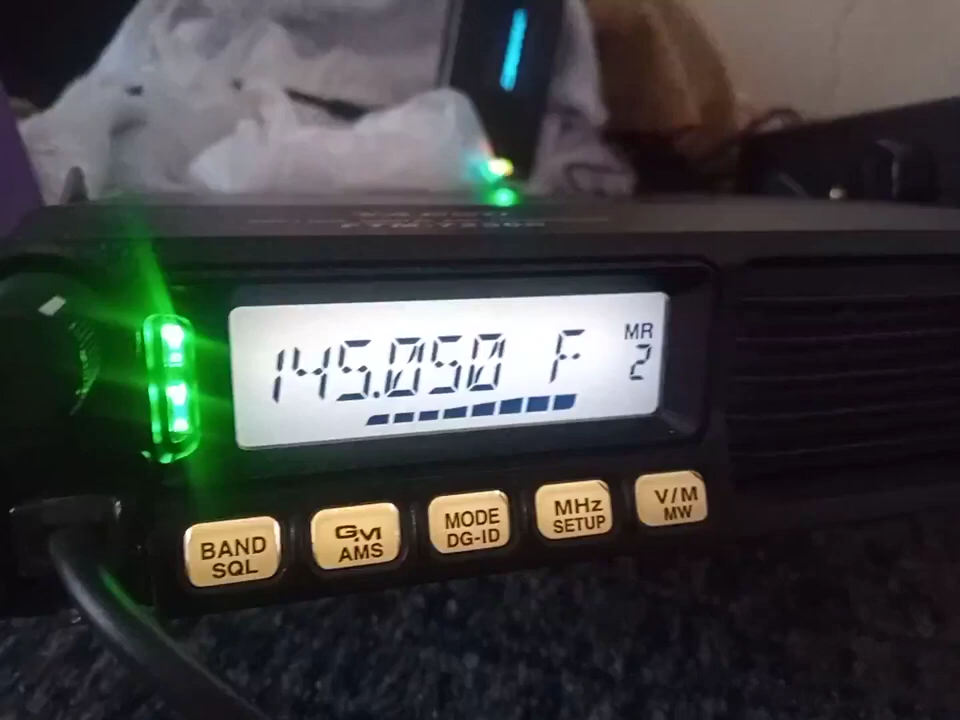 145.050 F
MR
2
BAND
SQL
GM
AMS
MODE
DG-ID
MHz
SETUP
V/M
MW